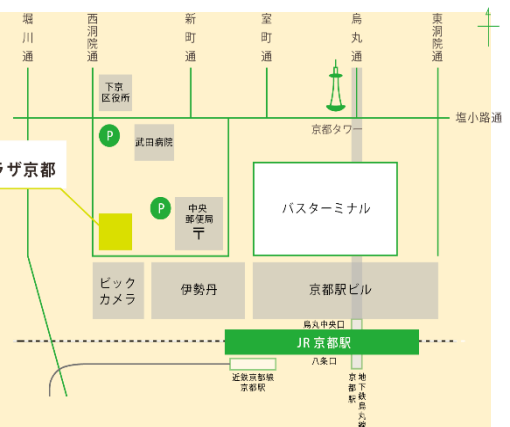 堀川通
西洞院通
新町通
室町通
烏丸通
東洞院通
下京
区役所
塩小路通
京都タワー
P
武田病院
ザ京都
P
中央
郵便局
〒
バスターミナル
ビック
カメラ
伊勢丹
京都駅ビル
烏丸中央口
JR 京都駅
八条口
近鉄京都線
京都駅
地下鉄烏丸線
京都駅